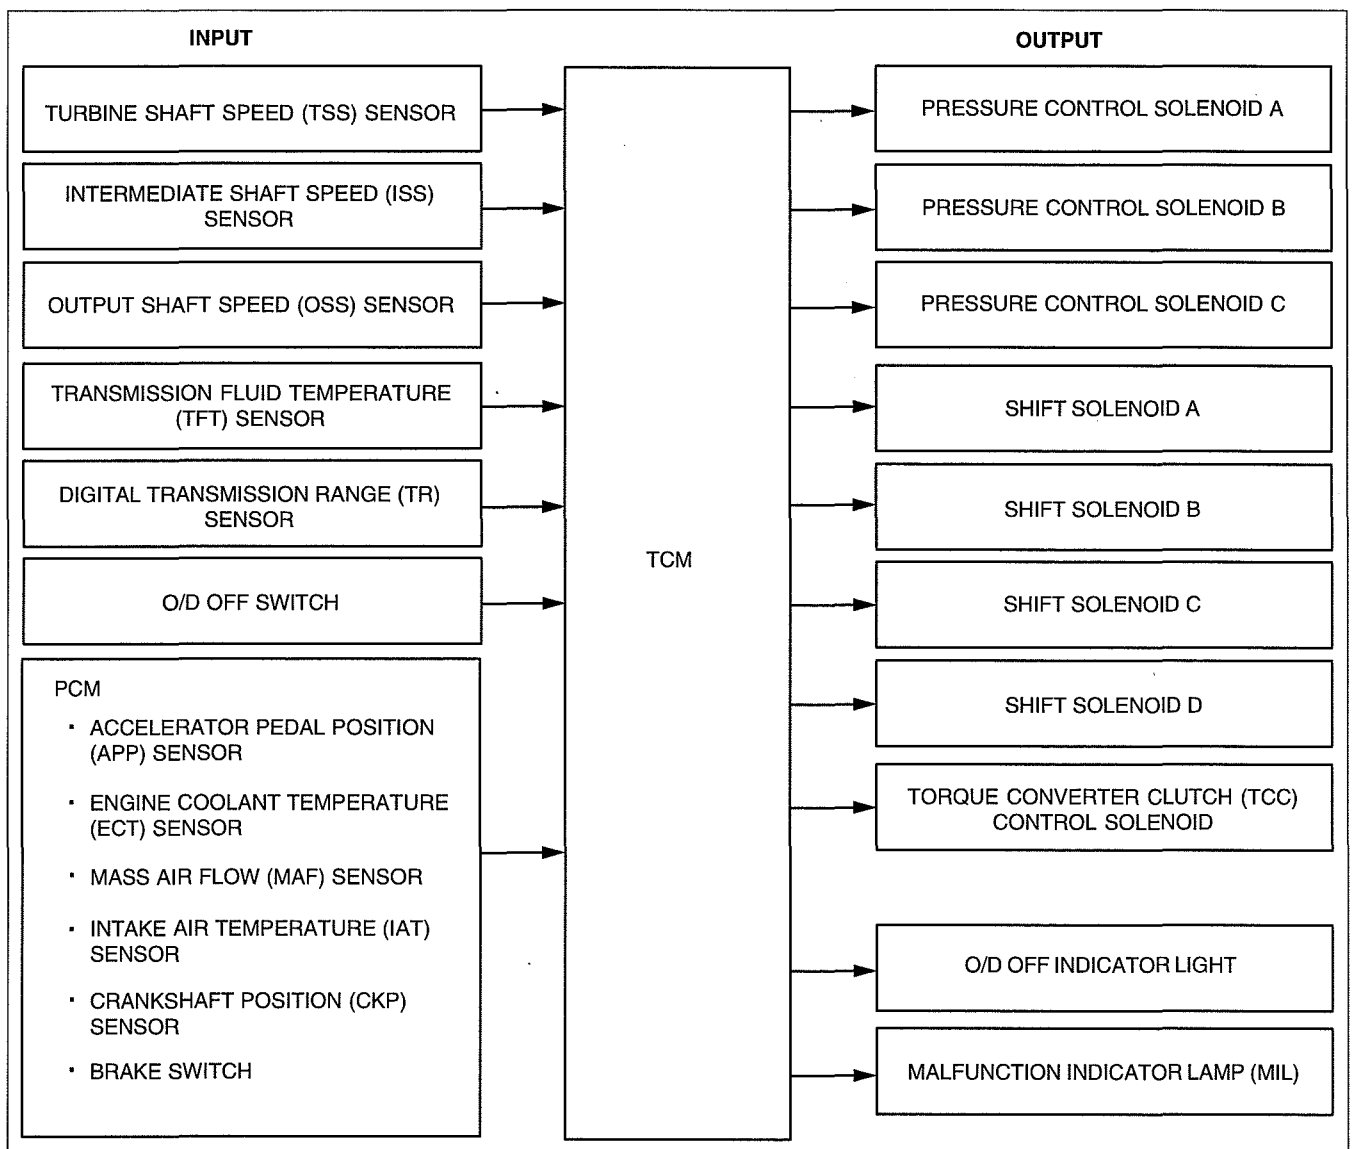 INPUT
OUTPUT
TURBINE SHAFT SPEED (TSS) SENSOR
INTERMEDIATE SHAFT SPEED (ISS)
SENSOR
OUTPUT SHAFT SPEED (OSS) SENSOR
TRANSMISSION FLUID TEMPERATURE
(TFT) SENSOR
DIGITAL TRANSMISSION RANGE (TR)
SENSOR
O/D OFF SWITCH
PCM
· ACCELERATOR PEDAL POSITION
(APP) SENSOR
· ENGINE COOLANT TEMPERATURE
(ECT) SENSOR
· MASS AIR FLOW (MAF) SENSOR
· INTAKE AIR TEMPERATURE (IAT)
SENSOR
· CRANKSHAFT POSITION (CKP)
SENSOR
· BRAKE SWITCH
TCM
PRESSURE CONTROL SOLENOID A
PRESSURE CONTROL SOLENOID B
PRESSURE CONTROL SOLENOID C
SHIFT SOLENOID A
SHIFT SOLENOID B
SHIFT SOLENOID C
SHIFT SOLENOID D
TORQUE CONVERTER CLUTCH (TCC)
CONTROL SOLENOID
O/D OFF INDICATOR LIGHT
MALFUNCTION INDICATOR LAMP (MIL)